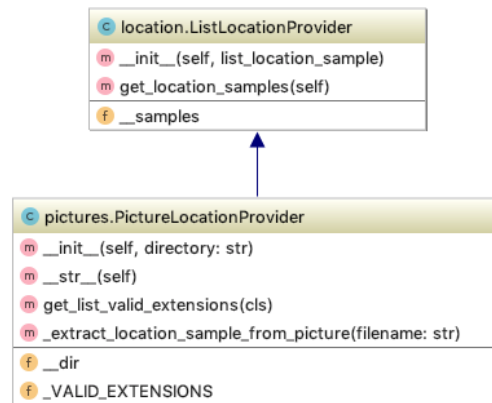 C location.ListLocationProvider
m __init__(self, list_location_sample)
m get_location_samples(self)
f __samples
C pictures.PictureLocationProvider
m __init__(self, directory: str)
m __str__(self)
m get_list_valid_extensions(cls)
m _extract_location_sample_from_picture(filename: str)
f __dir
f _VALID_EXTENSIONS